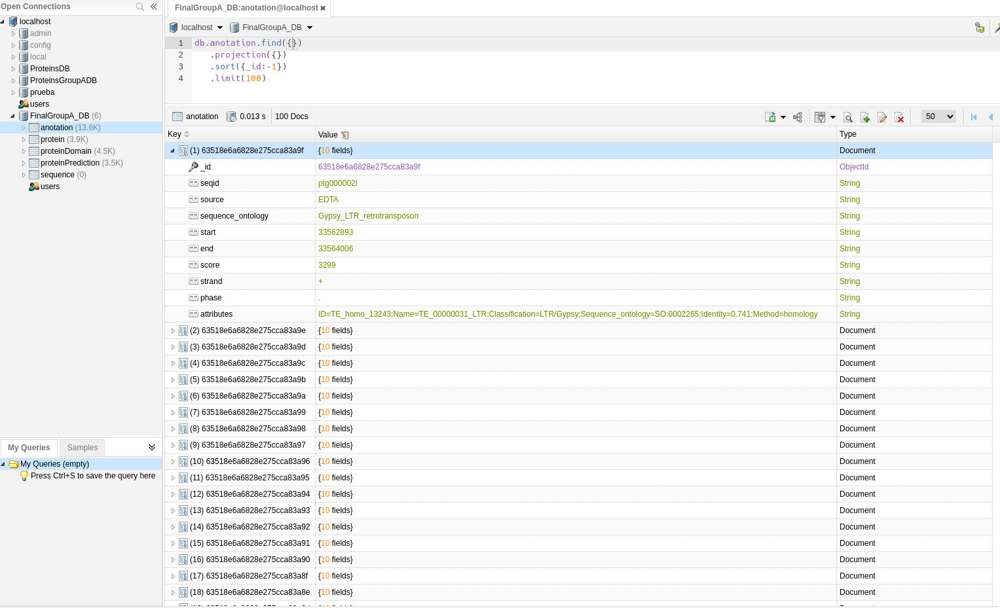 Open Connections
localhost
admin
config
local
ProteinsDB
ProteinsGroupADB
prueba
users
FinalGroupA_DB (6)
anotation (13.6K)
protein (3.9K)
proteinDomain (4.5K)
proteinPrediction (3.5K)
sequence (0)
users
My Queries Samples
My Queries (empty)
Press Ctrl+S to save the query here
FinalGroupA_DB:anotation@localhost
localhost FinalGroupA_DB
1 db.anotation.find({})
2 .projection({})
3 .sort({_id:-1})
4 .limit(100)
anotation 0.013 s 100 Docs 50
Key Value Type
(1) 63518e6a6828e275cca83a9f {10 fields} Document
_id 63518e6a6828e275cca83a9f ObjectId
seqid ptg000002l String
source EDTA String
sequence_ontology Gypsy_LTR_retrotransposon String
start 33562893 String
end 33564006 String
score 3299 String
strand + String
phase . String
attributes ID=TE_homo_13243;Name=TE_00000031_LTR;Classification=LTR/Gypsy;Sequence_ontology=SO:0002265;Identity=0.741;Method=homology String
(2) 63518e6a6828e275cca83a9e {10 fields} Document
(3) 63518e6a6828e275cca83a9d {10 fields} Document
(4) 63518e6a6828e275cca83a9c {10 fields} Document
(5) 63518e6a6828e275cca83a9b {10 fields} Document
(6) 63518e6a6828e275cca83a9a {10 fields} Document
(7) 63518e6a6828e275cca83a99 {10 fields} Document
(8) 63518e6a6828e275cca83a98 {10 fields} Document
(9) 63518e6a6828e275cca83a97 {10 fields} Document
(10) 63518e6a6828e275cca83a96 {10 fields} Document
(11) 63518e6a6828e275cca83a95 {10 fields} Document
(12) 63518e6a6828e275cca83a94 {10 fields} Document
(13) 63518e6a6828e275cca83a93 {10 fields} Document
(14) 63518e6a6828e275cca83a92 {10 fields} Document
(15) 63518e6a6828e275cca83a91 {10 fields} Document
(16) 63518e6a6828e275cca83a90 {10 fields} Document
(17) 63518e6a6828e275cca83a8f {10 fields} Document
(18) 63518e6a6828e275cca83a8e {10 fields} Document